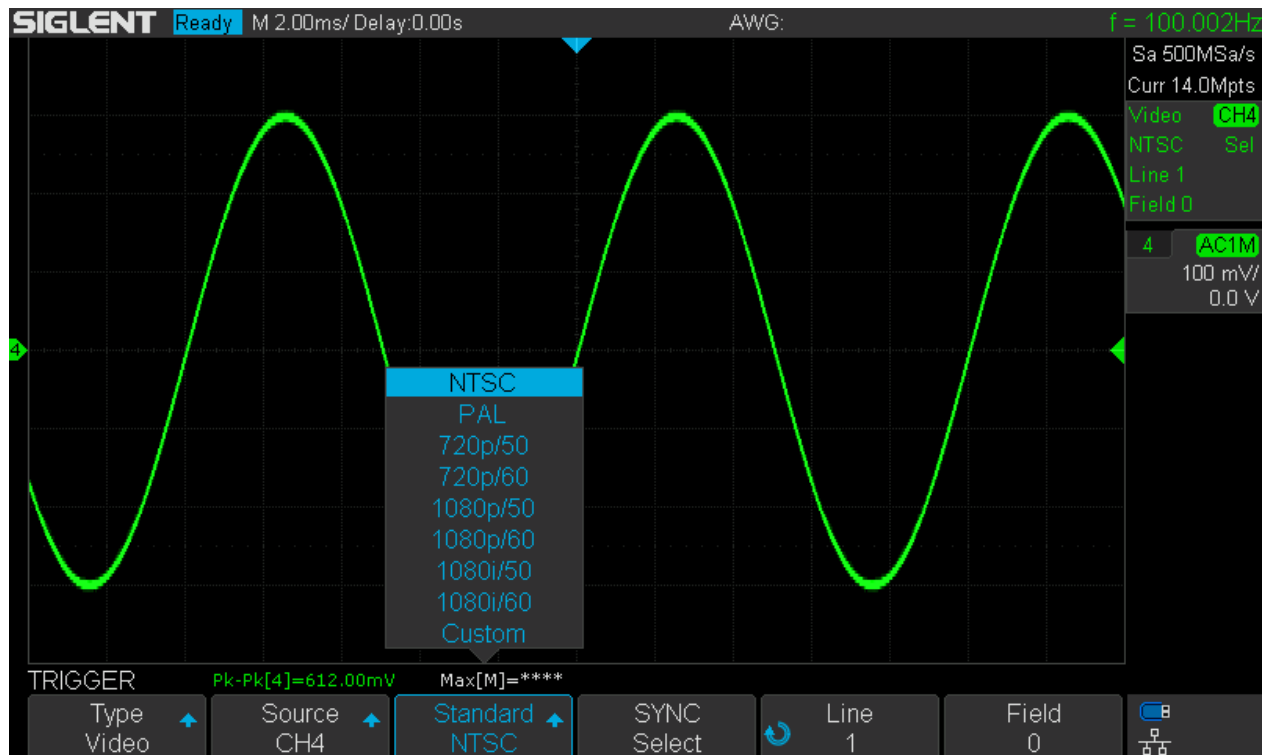 SIGLENT Ready M 2.00ms/ Delay:0.00s AWG: f = 100.002Hz
Sa 500MSa/s
Curr 14.0Mpts
Video CH4
NTSC Sel
Line 1
Field 0
4 AC1M
100 mV/
0.0 V
4
NTSC
PAL
720p/50
720p/60
1080p/50
1080p/60
1080i/50
1080i/60
Custom
TRIGGER Pk-Pk[4]=612.00mV Max[M]=****
Type Source Standard SYNC Line Field
Video CH4 NTSC Select 1 0